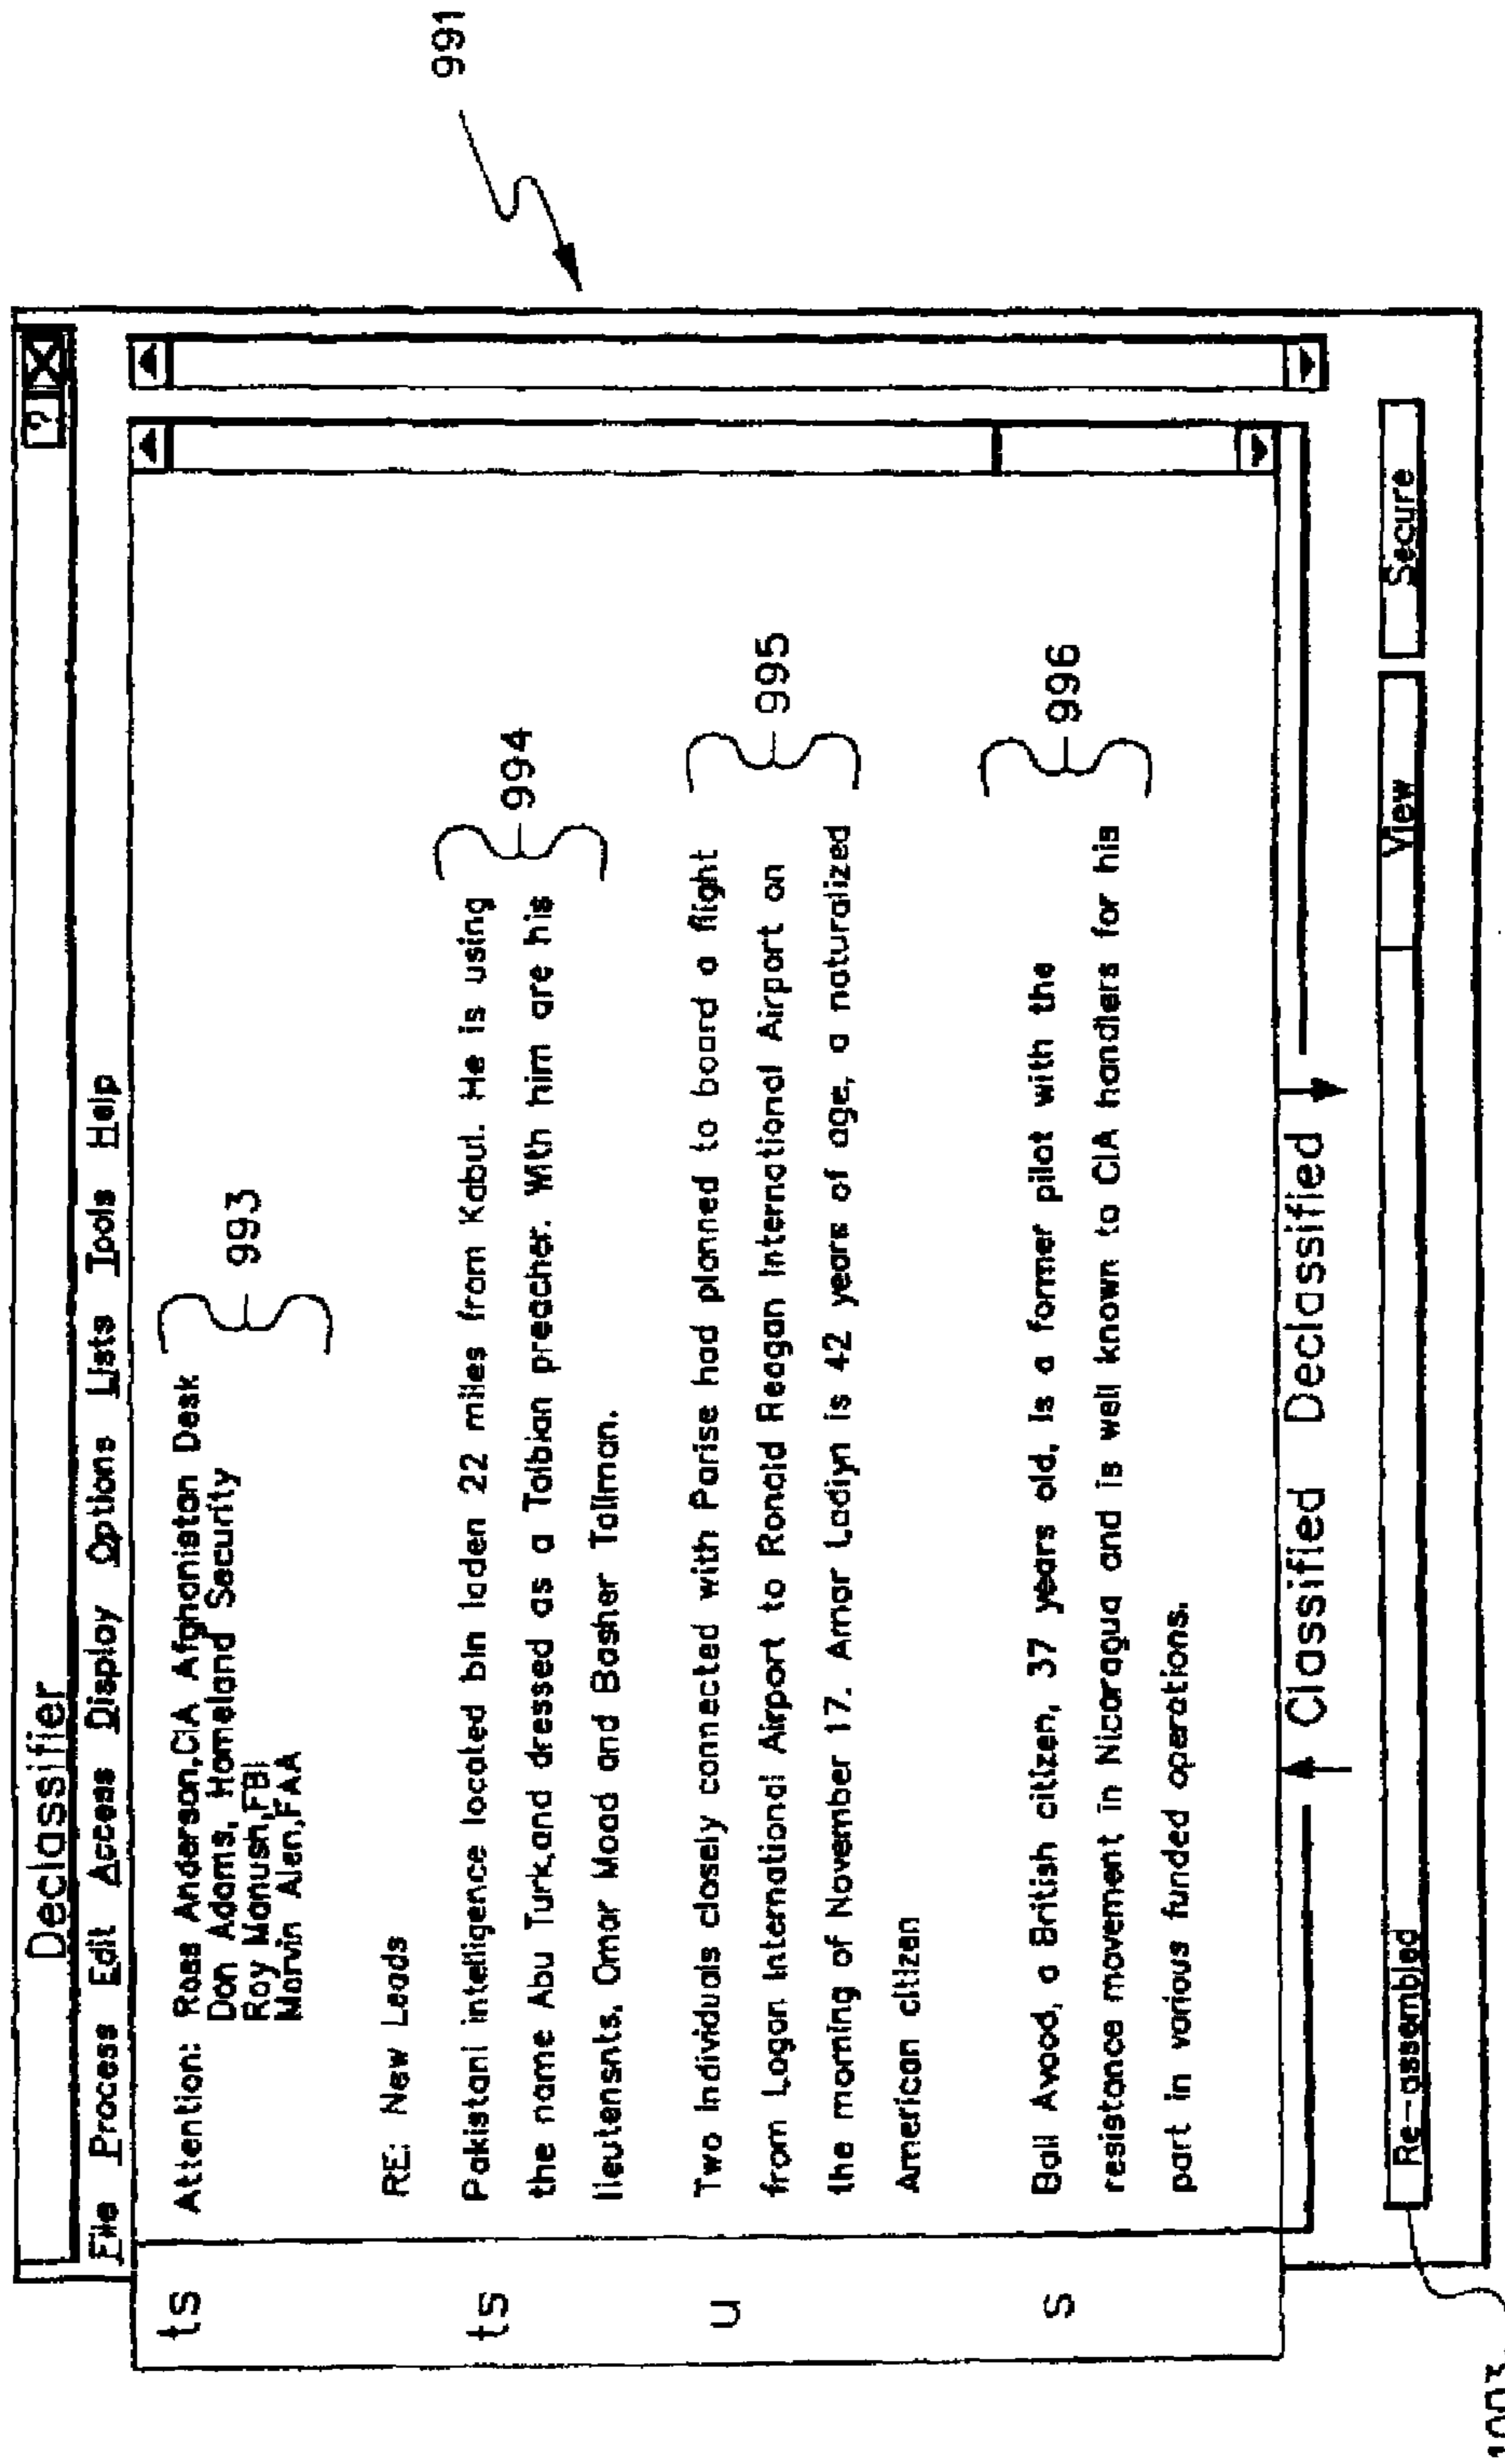 Declassifier ? X
File Process Edit Access Display Options Lists Tools Help
ts Attention: Ross Anderson,CIA Afghanistan Desk
Don Adams, Homeland Security
Roy Manush,FBI
Marvin Alen,FAA
993
RE: New Leads
ts Pakistani intelligence located bin laden 22 miles from Kabul. He is using
the name Abu Turk,and dressed as a Talbian preacher. With him are his
lieutensnts, Omar Moad and Basher Tallman.
994
u Two Individuals closely connected with Parise had planned to board a flight
from Logan International Airport to Ronald Reagan International Airport on
the morning of November 17. Amar Ladiyn is 42 years of age, a naturalized
American citizen
995
s Ball Avood, a British citizen, 37 years old, is a former pilot with the
resistance movement in Nicaragua and is well known to CIA handlers for his
part in various funded operations.
996
Classified Declassified
Re-assembled View Secure
991